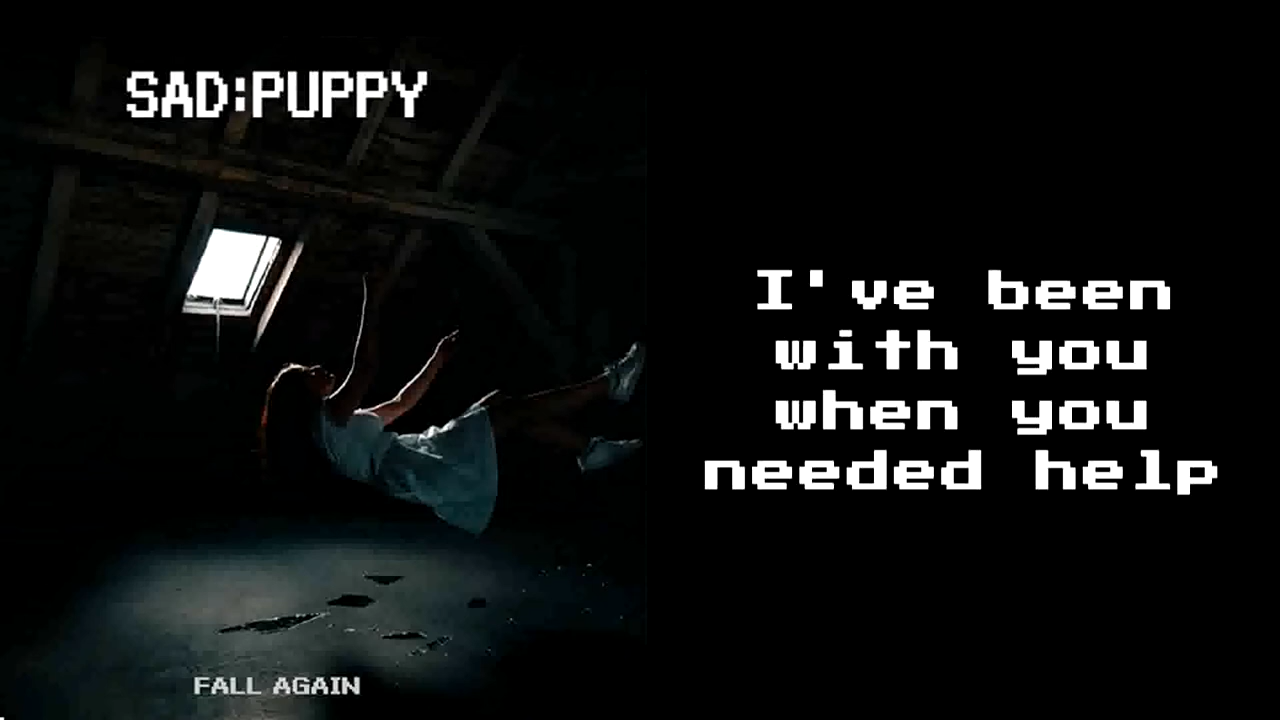 SAD:PUPPY
FALL AGAIN
I've been
with you
when you
needed help